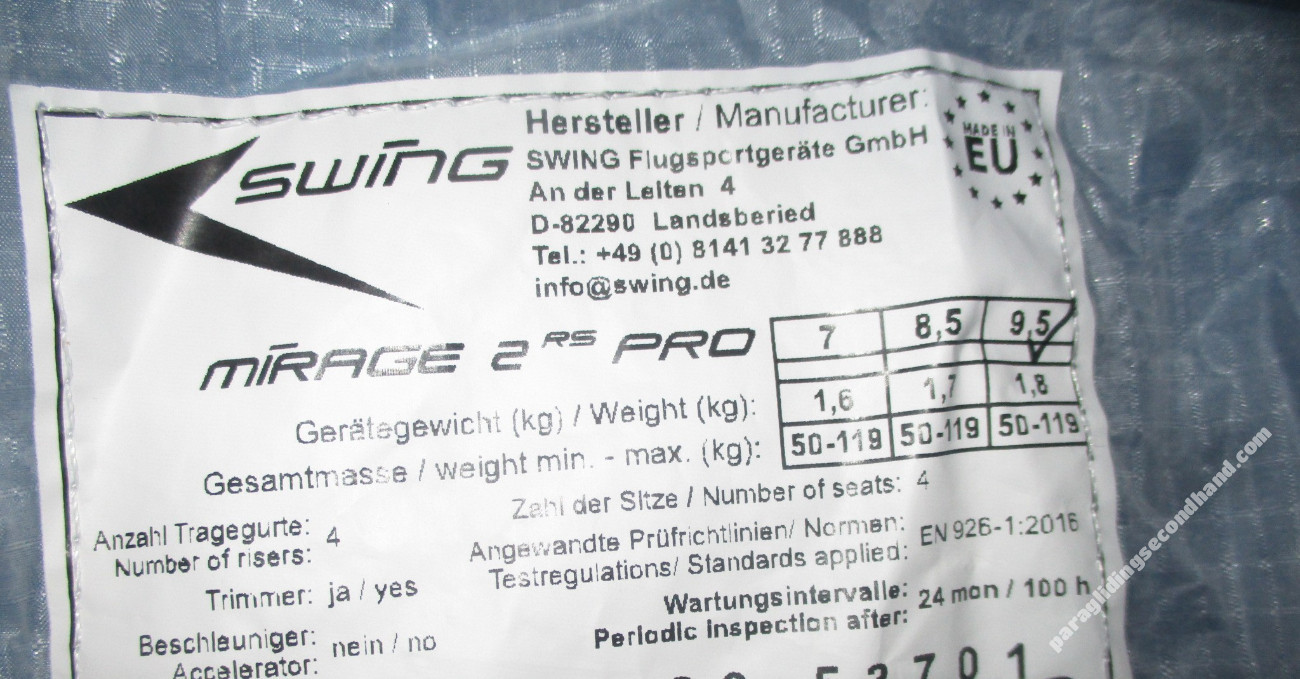 SWING
Hersteller / Manufacturer:
SWING Flugsportgeräte GmbH
An der Leiten 4
D-82290 Landsberied
Tel.: +49 (0) 8141 32 77 888
info@swing.de
MADE IN
EU
MIRAGE 2 RS PRO
7 8,5 9,5
Gerätegewicht (kg) / Weight (kg): 1,6 1,7 1,8
Gesamtmasse / weight min. - max. (kg): 50-119 50-119 50-119
Zahl der Sitze / Number of seats: 4
Anzahl Tragegurte: 4
Number of risers:
Angewandte Prüfrichtlinien/ Normen: EN 926-1:2016
Testregulations/ Standards applied:
Trimmer: ja / yes
Wartungsintervalle: 24 mon / 100 h
Periodic inspection after:
Beschleuniger: nein / no
Accelerator:
paraglidingsecondhand.com